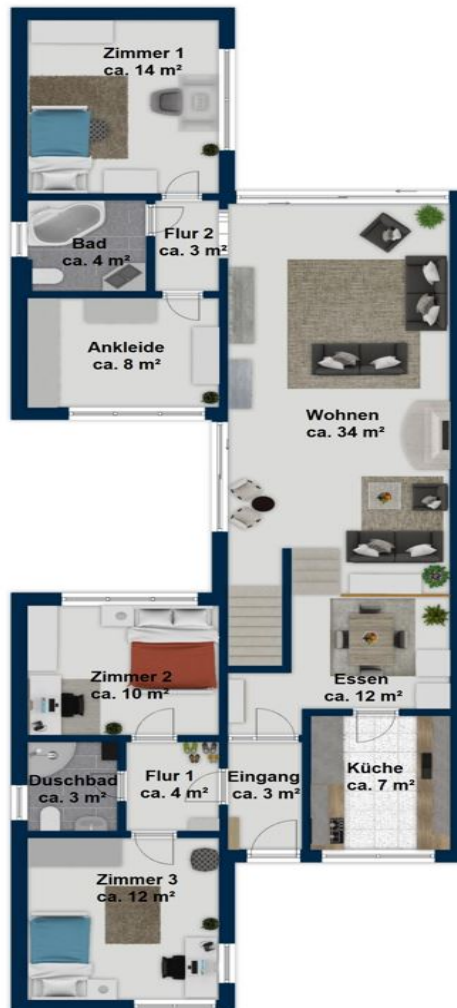 Zimmer 1
ca. 14 m²
Bad
ca. 4 m²
Flur 2
ca. 3 m²
Ankleide
ca. 8 m²
Wohnen
ca. 34 m²
Zimmer 2
ca. 10 m²
Essen
ca. 12 m²
Duschbad
ca. 3 m²
Flur 1
ca. 4 m²
Eingang
ca. 3 m²
Küche
ca. 7 m²
Zimmer 3
ca. 12 m²